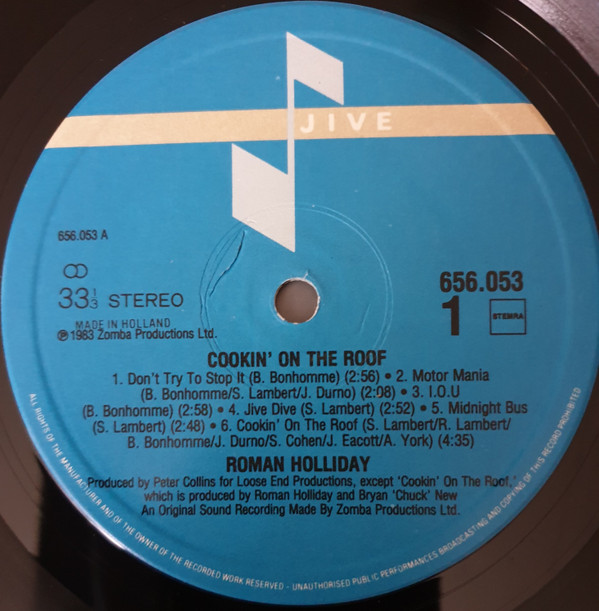 JIVE
656.053 A
33 1/3 STEREO
MADE IN HOLLAND
℗ 1983 Zomba Productions Ltd.
656.053
1
STEMRA
COOKIN' ON THE ROOF
1. Don't Try To Stop It (B. Bonhomme) (2:56) • 2. Motor Mania
(B. Bonhomme/S. Lambert/J. Durno) (2:08) • 3. I.O.U
(B. Bonhomme) (2:58) • 4. Jive Dive (S. Lambert) (2:52) • 5. Midnight Bus
(S. Lambert) (2:48) • 6. Cookin' On The Roof (S. Lambert/R. Lambert/
B. Bonhomme/J. Durno/S. Cohen/J. Eacott/A. York) (4:35)
ROMAN HOLLIDAY
Produced by Peter Collins for Loose End Productions, except 'Cookin' On The Roof,'
which is produced by Roman Holliday and Bryan 'Chuck' New
An Original Sound Recording Made By Zomba Productions Ltd.
ALL RIGHTS OF THE MANUFACTURER AND OF THE OWNER OF THE RECORDED WORK RESERVED - UNAUTHORISED PUBLIC PERFORMANCES BROADCASTING AND COPYING OF THIS RECORD PROHIBITED